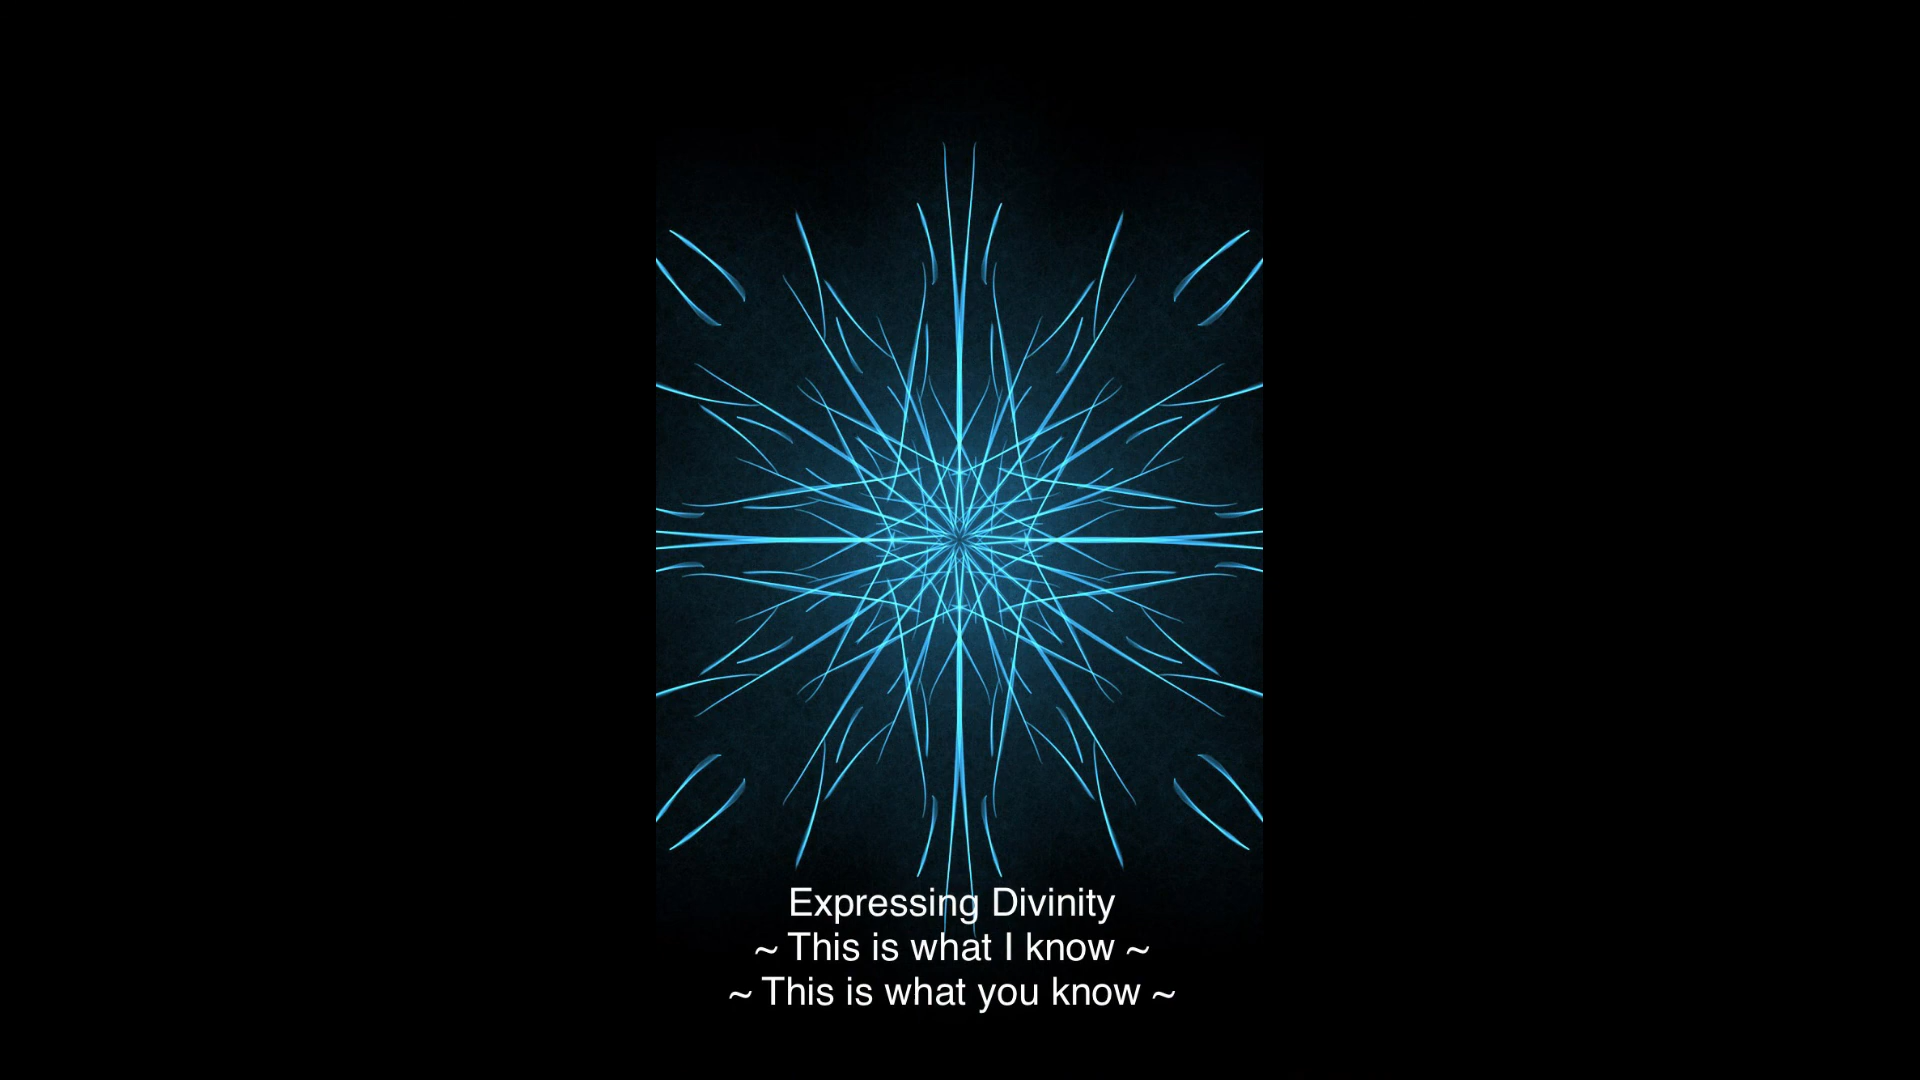 Expressing Divinity
~ This is what I know ~
~ This is what you know ~